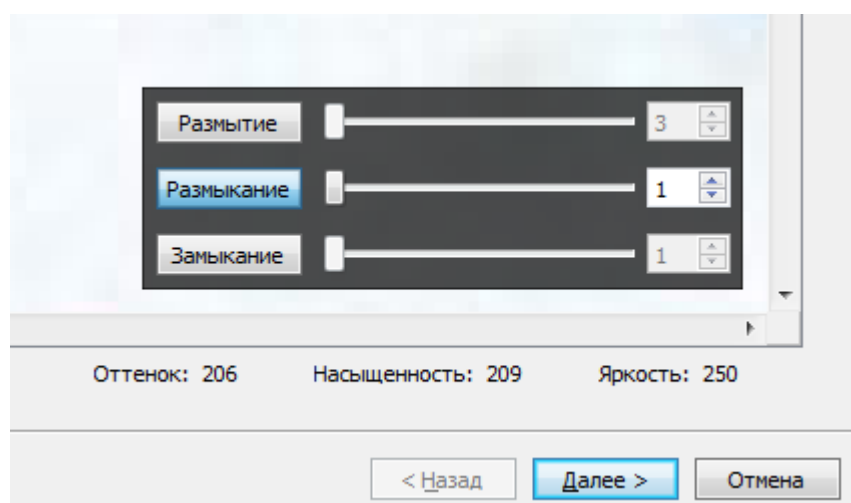 Размытие 3
Размыкание 1
Замыкание 1
Оттенок: 206 Насыщенность: 209 Яркость: 250
< Назад Далее > Отмена